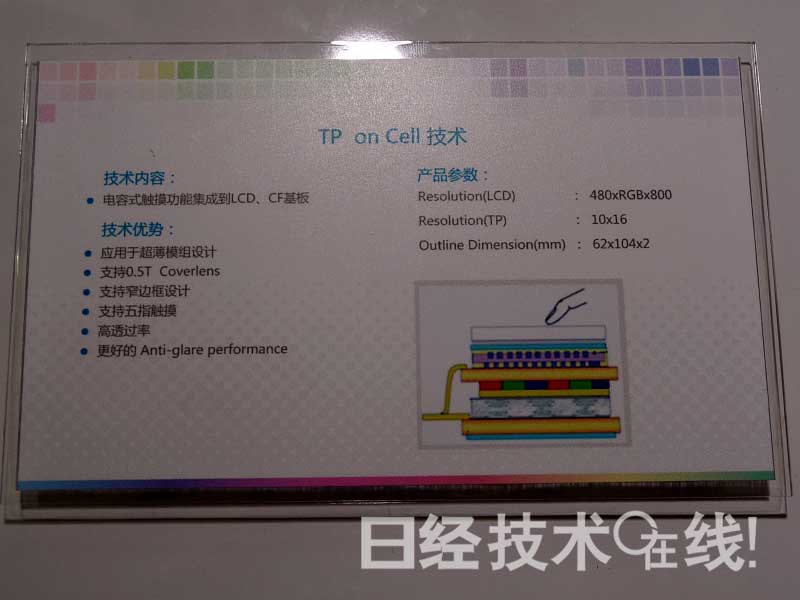 TP on Cell 技术
技术内容：
电容式触摸功能集成到LCD、CF基板
技术优势：
应用于超薄模组设计
支持0.5T Coverlens
支持窄边框设计
支持五指触摸
高透过率
更好的 Anti-glare performance
产品参数：
Resolution(LCD) ： 480xRGBx800
Resolution(TP) ： 10x16
Outline Dimension(mm) ： 62x104x2
日经技术在线!